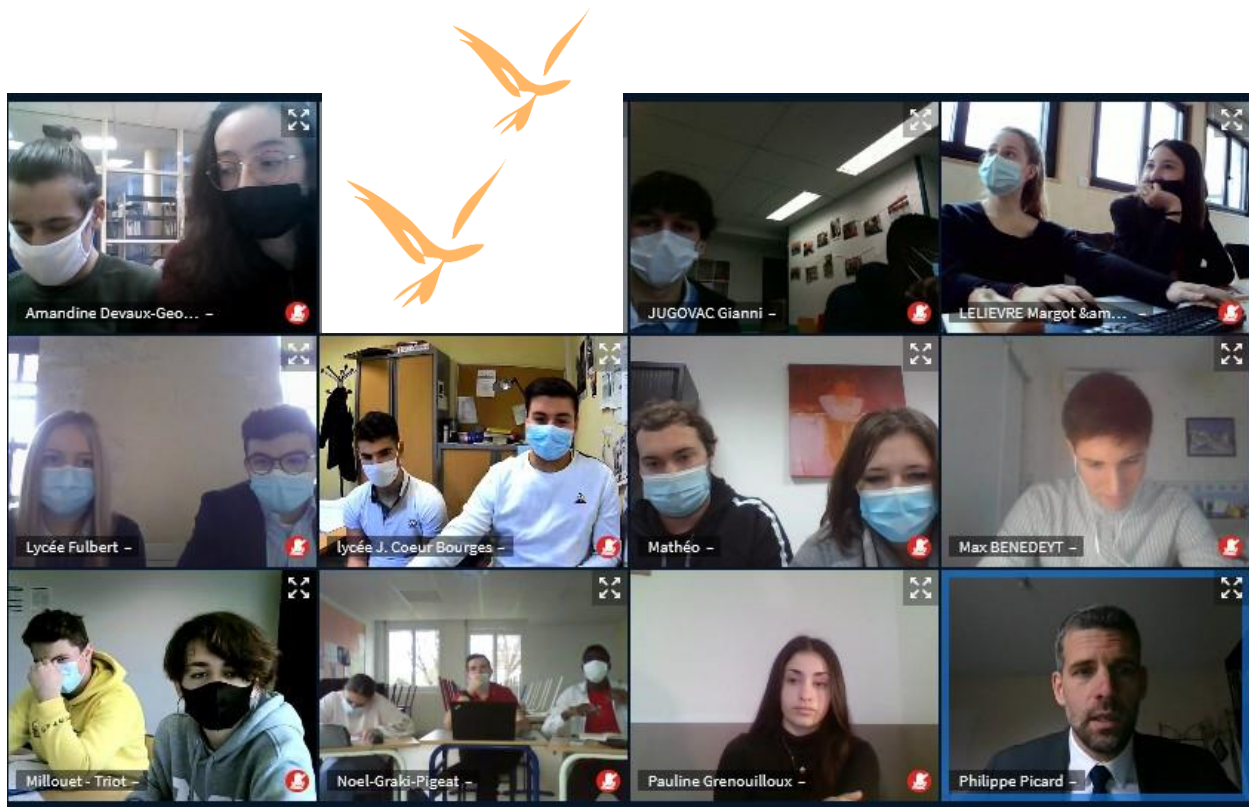 Amandine Devaux-Geo... –
JUGOVAC Gianni –
LELIEVRE Margot &am... –
Lycée Fulbert –
lycée J. Coeur Bourges –
Mathéo –
Max BENEDEYT –
Millouet - Triot –
Noel-Graki-Pigeat –
Pauline Grenouilloux –
Philippe Picard –